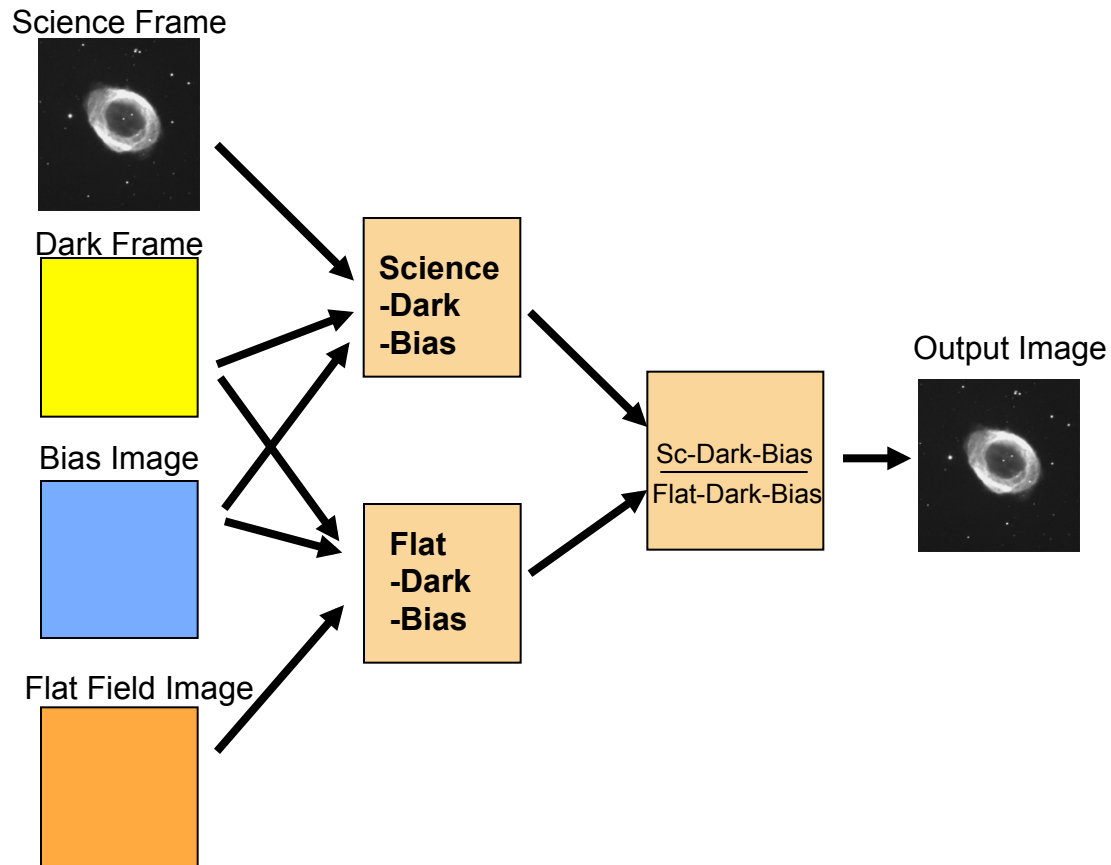 Science Frame
Dark Frame
Bias Image
Flat Field Image
Science
-Dark
-Bias
Flat
-Dark
-Bias
Sc-Dark-Bias
Flat-Dark-Bias
Output Image